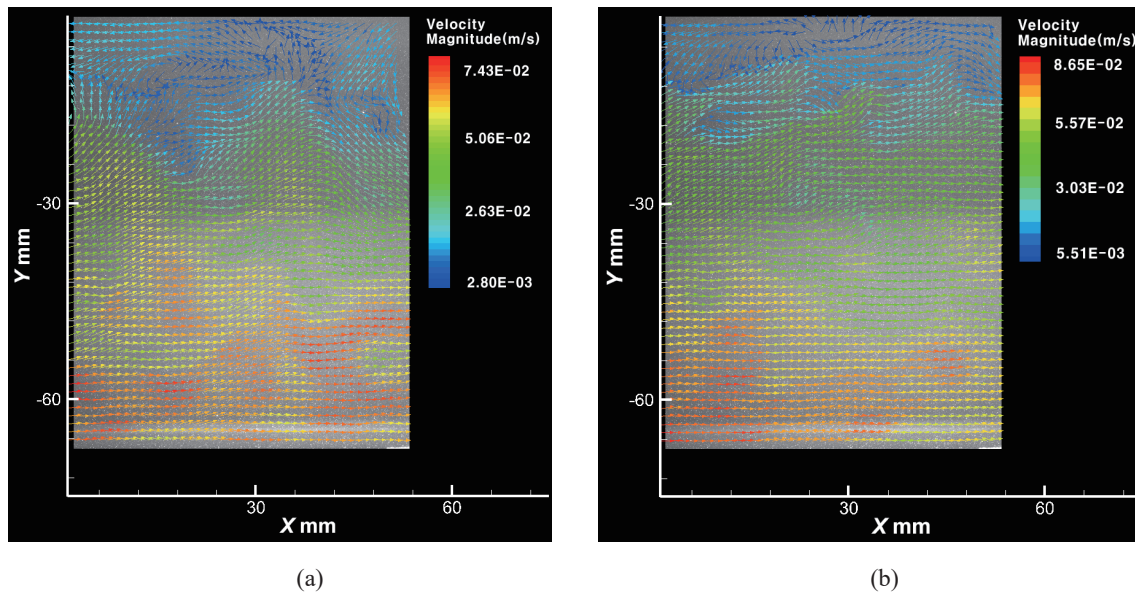 Velocity
Magnitude(m/s)
7.43E-02
5.06E-02
2.63E-02
2.80E-03
-30
-60
Y mm
30
60
X mm
(a)
Velocity
Magnitude(m/s)
8.65E-02
5.57E-02
3.03E-02
5.51E-03
-30
-60
Y mm
30
60
X mm
(b)